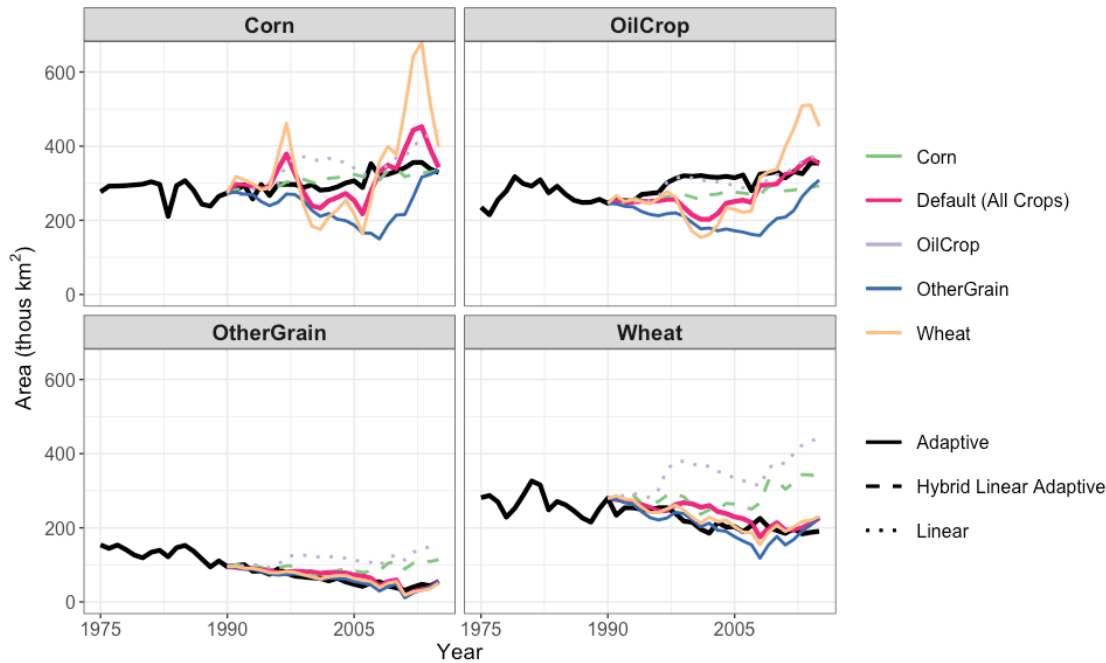 Corn
OilCrop
600
400
200
0
OtherGrain
Wheat
600
400
200
0
1975
1990
2005
1975
1990
2005
Year
Area (thous km²)
Corn
Default (All Crops)
OilCrop
OtherGrain
Wheat
Adaptive
Hybrid Linear Adaptive
Linear